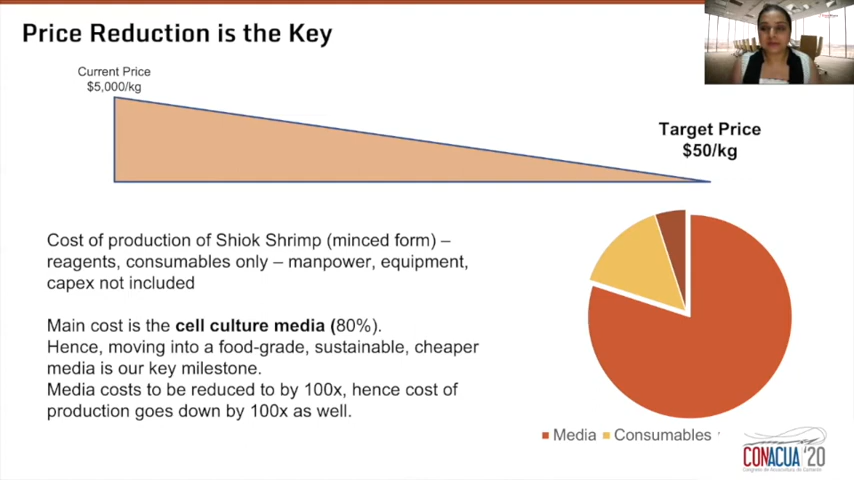 Price Reduction is the Key
Current Price
$5,000/kg
Target Price
$50/kg
Cost of production of Shiok Shrimp (minced form) –
reagents, consumables only – manpower, equipment,
capex not included
Main cost is the cell culture media (80%).
Hence, moving into a food-grade, sustainable, cheaper
media is our key milestone.
Media costs to be reduced to by 100x, hence cost of
production goes down by 100x as well.
Media Consumables
CONACUA '20